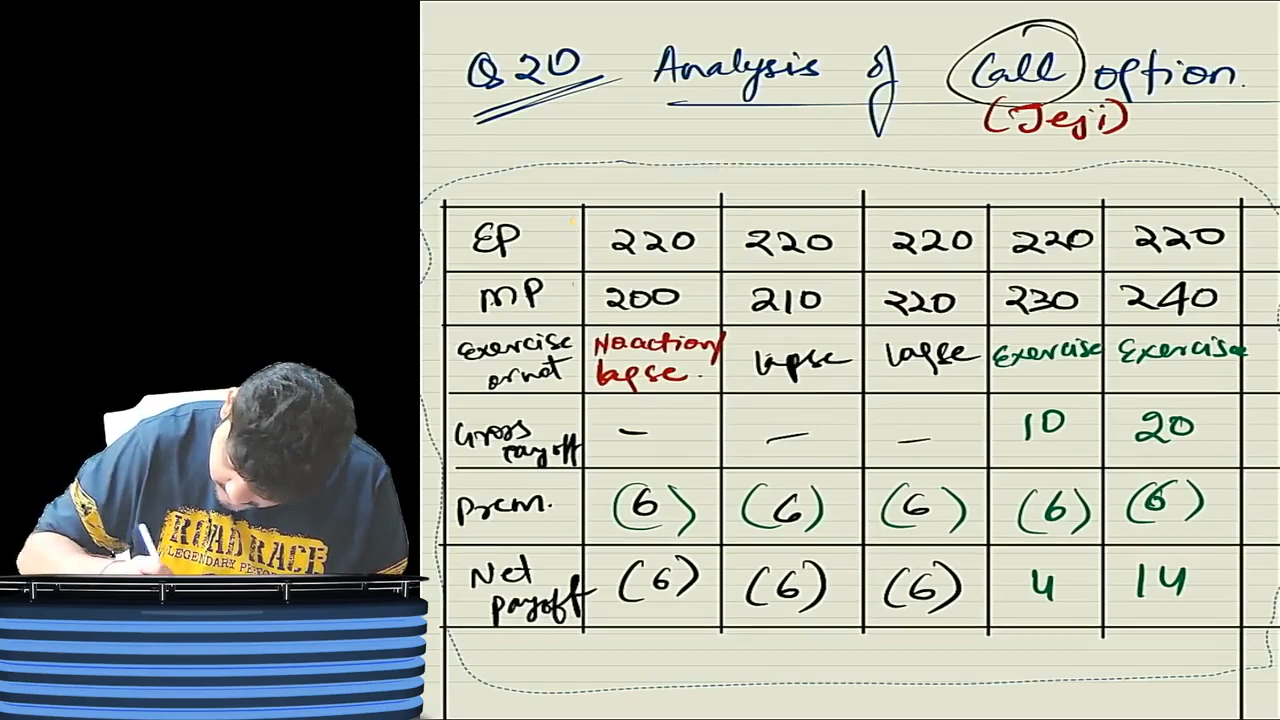 Q 20 Analysis of Call option.
(Teji)
EP 220 220 220 220 220
MP 200 210 220 230 240
Exercise or not No action/ lapse. lapse lapse Exercise Exercise
Gross payoff — — — 10 20
Prem. (6) (6) (6) (6) (6)
Net payoff (6) (6) (6) 4 14
ROAD RACE
LEGENDARY